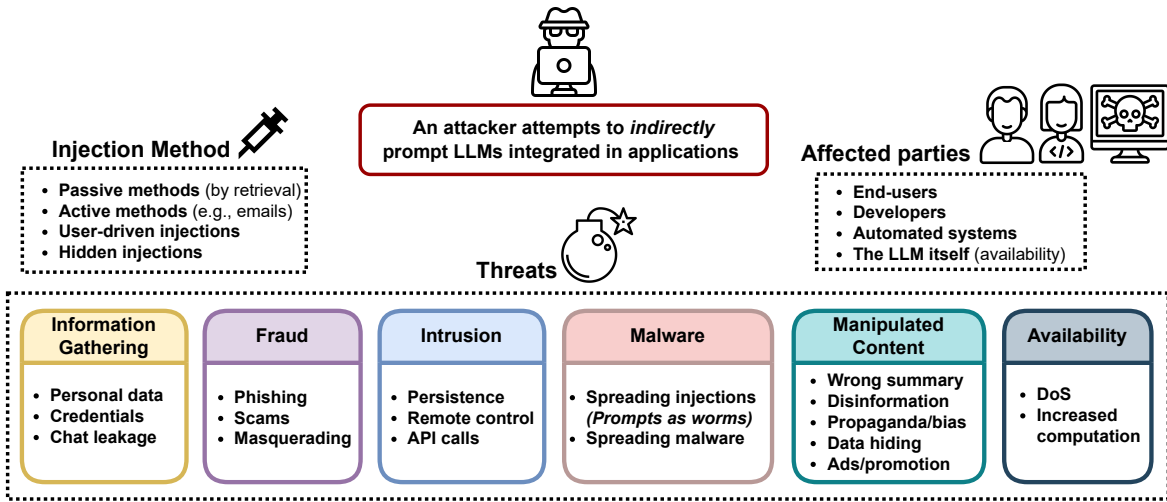 An attacker attempts to indirectly
prompt LLMs integrated in applications
Injection Method
• Passive methods (by retrieval)
• Active methods (e.g., emails)
• User-driven injections
• Hidden injections
Affected parties
</>
• End-users
• Developers
• Automated systems
• The LLM itself (availability)
Threats
Information
Gathering
• Personal data
• Credentials
• Chat leakage
Fraud
• Phishing
• Scams
• Masquerading
Intrusion
• Persistence
• Remote control
• API calls
Malware
• Spreading injections
(Prompts as worms)
• Spreading malware
Manipulated
Content
• Wrong summary
• Disinformation
• Propaganda/bias
• Data hiding
• Ads/promotion
Availability
• DoS
• Increased
computation